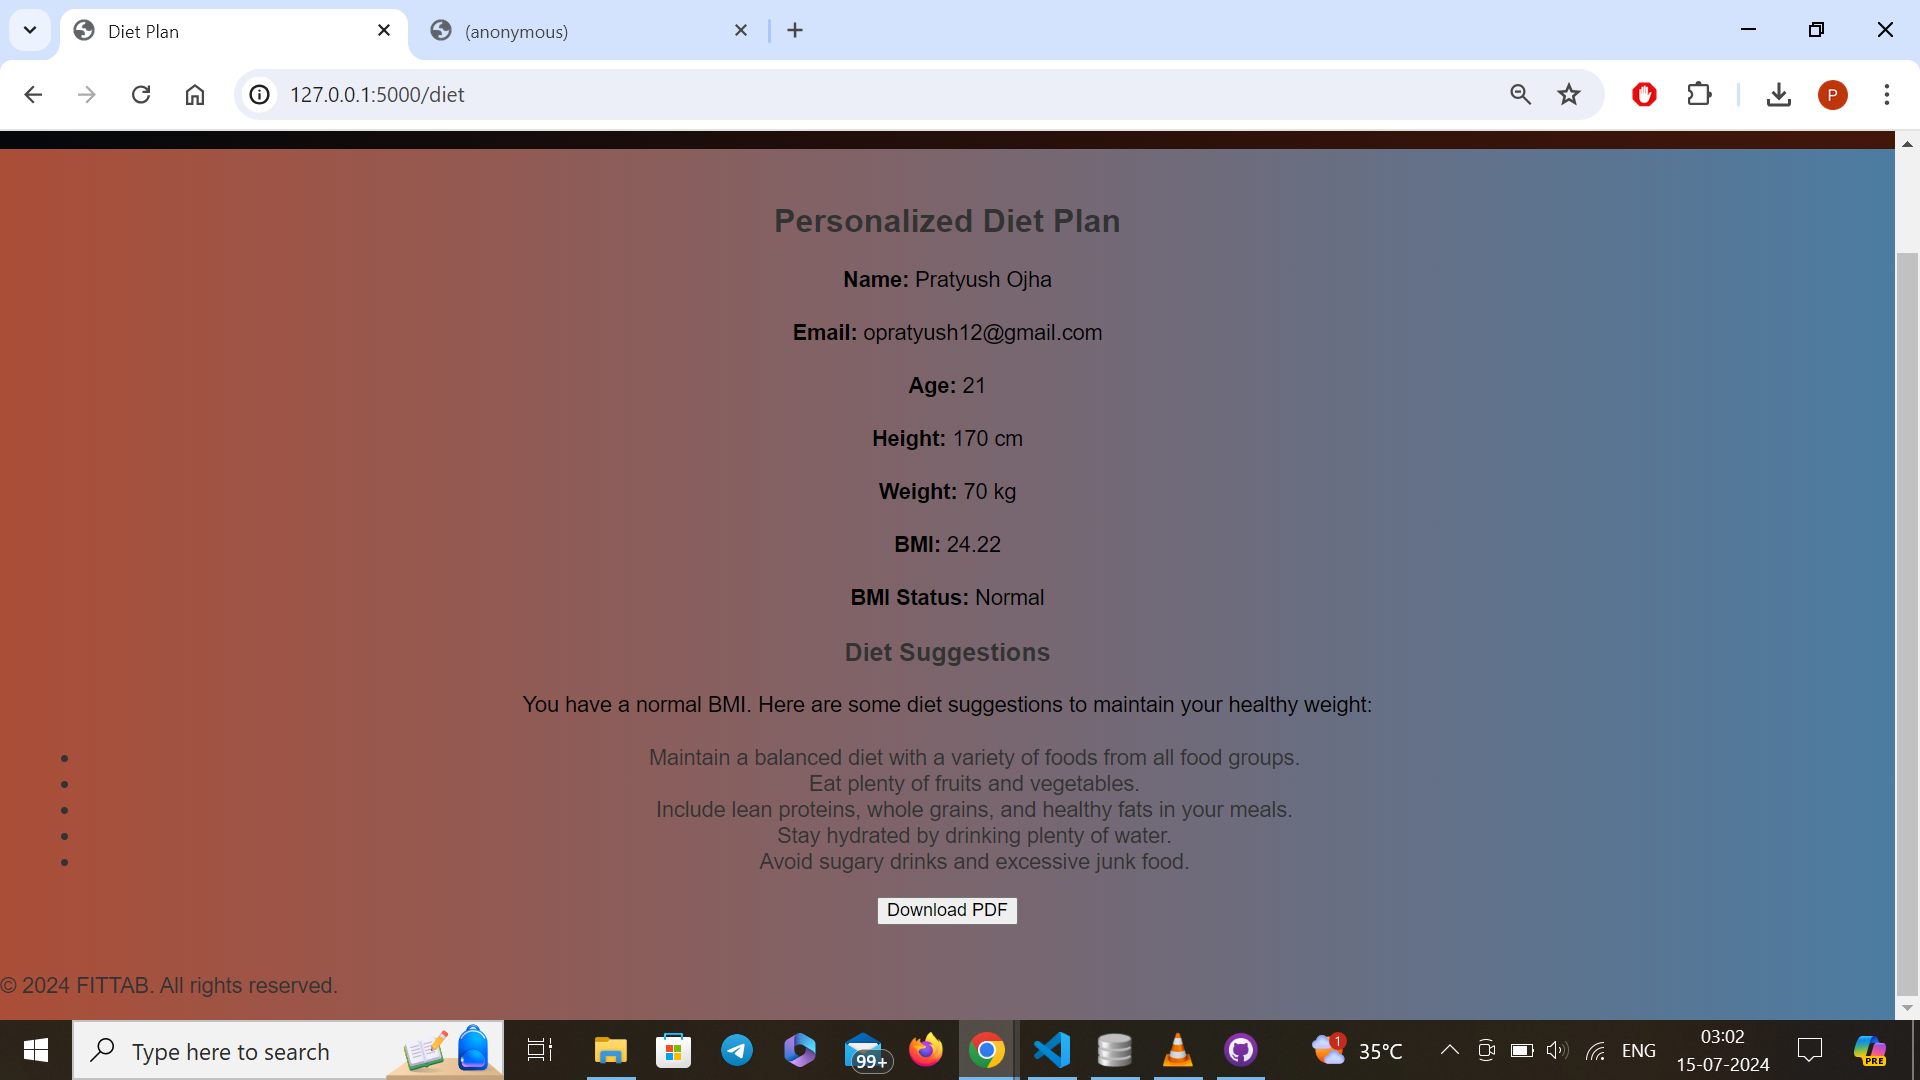 Diet Plan
(anonymous)
127.0.0.1:5000/diet
P
Personalized Diet Plan
Name: Pratyush Ojha
Email: opratyush12@gmail.com
Age: 21
Height: 170 cm
Weight: 70 kg
BMI: 24.22
BMI Status: Normal
Diet Suggestions
You have a normal BMI. Here are some diet suggestions to maintain your healthy weight:
Maintain a balanced diet with a variety of foods from all food groups.
Eat plenty of fruits and vegetables.
Include lean proteins, whole grains, and healthy fats in your meals.
Stay hydrated by drinking plenty of water.
Avoid sugary drinks and excessive junk food.
Download PDF
© 2024 FITTAB. All rights reserved.
Type here to search
99+
1
35°C
ENG
03:02
15-07-2024
PRE